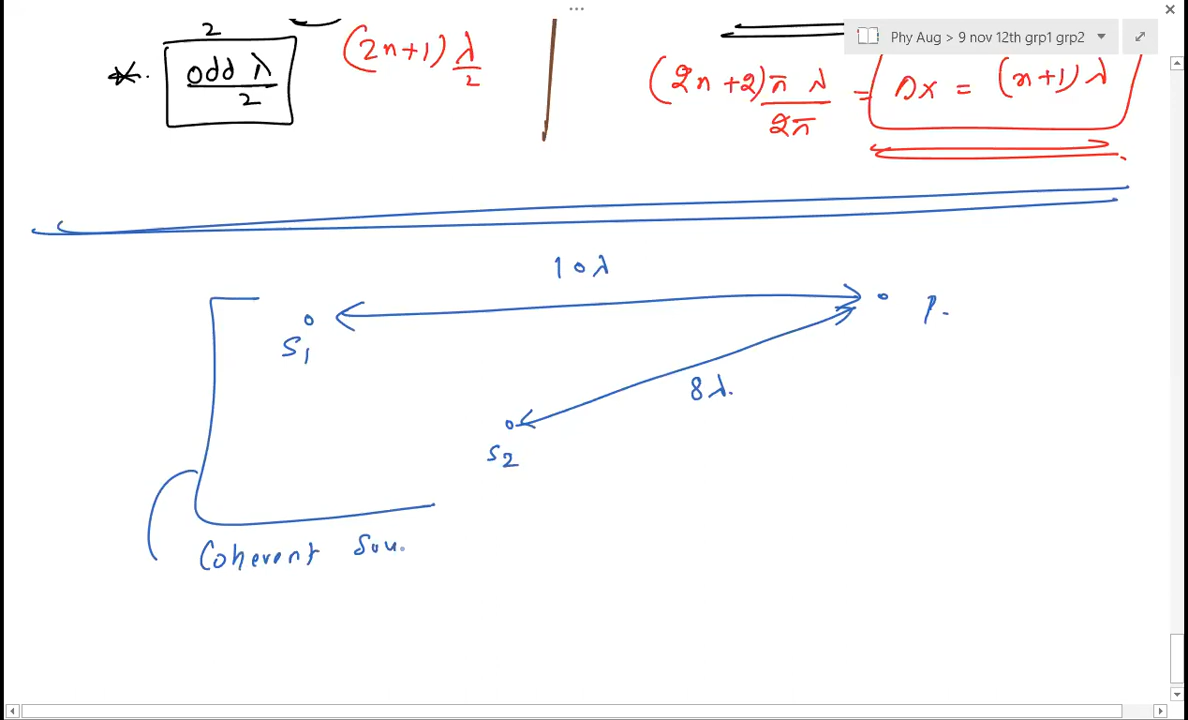 Phy Aug > 9 nov 12th grp1 grp2
2
* odd λ/2
(2n+1) λ/2
(2n+2)π λ/2π = Δx = (n+1)λ
10λ
S1
P.
8λ.
S2
Coherent Sou.